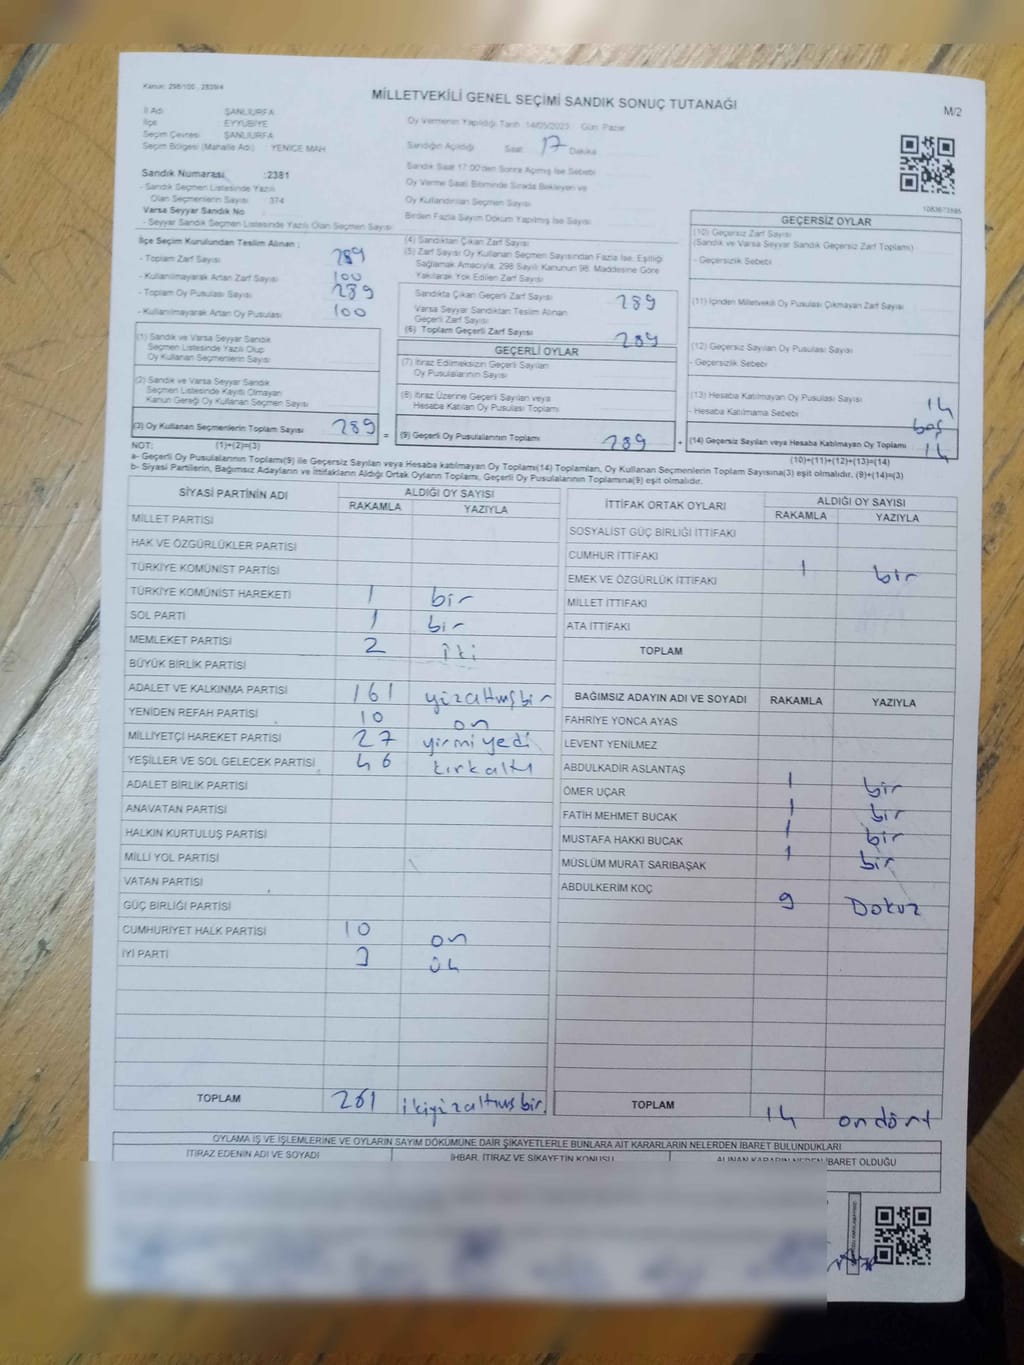 Kanun: 298/100 , 2839/4
MİLLETVEKİLİ GENEL SEÇİMİ SANDIK SONUÇ TUTANAĞI
M/2
İl Adı : ŞANLIURFA
İlçe : EYYÜBİYE
Seçim Çevresi : ŞANLIURFA
Seçim Bölgesi (Mahalle Adı) : YENİCE MAH
Sandık Numarası :2381
- Sandık Seçmen Listesinde Yazılı
Olan Seçmenlerin Sayısı : 374
Varsa Seyyar Sandık No
- Seyyar Sandık Seçmen Listesinde Yazılı Olan Seçmen Sayısı
Oy Vermenin Yapıldığı Tarih :14/05/2023 Gün: Pazar
Sandığın Açıldığı Saat 17 Dakika
Sandık Saat 17:00'den Sonra Açılmış İse Sebebi
Oy Verme Saati Bitiminde Sırada Bekleyen ve
Oy Kullandırılan Seçmen Sayısı
Birden Fazla Sayım Döküm Yapılmış İse Sayısı
İlçe Seçim Kurulundan Teslim Alınan :
- Toplam Zarf Sayısı 289
- Kullanılmayarak Artan Zarf Sayısı 100
- Toplam Oy Pusulası Sayısı 289
- Kullanılmayarak Artan Oy Pusulası 100
(1) Sandık ve Varsa Seyyar Sandık
Seçmen Listesinde Yazılı Olup
Oy Kullanan Seçmenlerin Sayısı
(2) Sandık ve Varsa Seyyar Sandık
Seçmen Listesinde Kayıtlı Olmayan
Kanun Gereği Oy Kullanan Seçmen Sayısı
(3) Oy Kullanan Seçmenlerin Toplam Sayısı 289
(1)+(2)=(3)
(4) Sandıktan Çıkan Zarf Sayısı
(5) Zarf Sayısı Oy Kullanan Seçmen Sayısından Fazla İse, Eşitliği
Sağlamak Amacıyla, 298 Sayılı Kanunun 98. Maddesine Göre
Yakılarak Yok Edilen Zarf Sayısı
Sandıkta Çıkan Geçerli Zarf Sayısı 289
Varsa Seyyar Sandıktan Teslim Alınan
Geçerli Zarf Sayısı
(6) Toplam Geçerli Zarf Sayısı 289
GEÇERLİ OYLAR
(7) İtiraz Edilmeksizin Geçerli Sayılan
Oy Pusulalarının Sayısı
(8) İtiraz Üzerine Geçerli Sayılan veya
Hesaba Katılan Oy Pusulası Toplamı
= (9) Geçerli Oy Pusulalarının Toplamı 289 +
GEÇERSİZ OYLAR
(10) Geçersiz Zarf Sayısı
(Sandık ve Varsa Seyyar Sandık Geçersiz Zarf Toplamı)
- Geçersizlik Sebebi
(11) İçinden Milletvekili Oy Pusulası Çıkmayan Zarf Sayısı
(12) Geçersiz Sayılan Oy Pusulası Sayısı
- Geçersizlik Sebebi
(13) Hesaba Katılmayan Oy Pusulası Sayısı 14
- Hesaba Katılmama Sebebi boş
(14) Geçersiz Sayılan veya Hesaba Katılmayan Oy Toplamı 14
(10)+(11)+(12)+(13)=(14)
NOT:
a- Geçerli Oy Pusulalarının Toplamı(9) ile Geçersiz Sayılan veya Hesaba katılmayan Oy Toplamı(14) Toplamları, Oy Kullanan Seçmenlerin Toplam Sayısına(3) eşit olmalıdır, (9)+(14)=(3)
b- Siyasi Partilerin, Bağımsız Adayların ve İttifakların Aldığı Ortak Oyların Toplamı, Geçerli Oy Pusulalarının Toplamına(9) eşit olmalıdır.
SİYASİ PARTİNİN ADI ALDIĞI OY SAYISI
RAKAMLA YAZIYLA
MİLLET PARTİSİ
HAK VE ÖZGÜRLÜKLER PARTİSİ
TÜRKİYE KOMÜNİST PARTİSİ
TÜRKİYE KOMÜNİST HAREKETİ 1 bir
SOL PARTİ 1 bir
MEMLEKET PARTİSİ 2 iki
BÜYÜK BİRLİK PARTİSİ
ADALET VE KALKINMA PARTİSİ 161 yüzaltmışbir
YENİDEN REFAH PARTİSİ 10 on
MİLLİYETÇİ HAREKET PARTİSİ 27 yirmi yedi
YEŞİLLER VE SOL GELECEK PARTİSİ 46 kırkaltı
ADALET BİRLİK PARTİSİ
ANAVATAN PARTİSİ
HALKIN KURTULUŞ PARTİSİ
MİLLİ YOL PARTİSİ
VATAN PARTİSİ
GÜÇ BİRLİĞİ PARTİSİ
CUMHURİYET HALK PARTİSİ 10 on
İYİ PARTİ 3
TOPLAM 261 ikiyüzaltmışbir
İTTİFAK ORTAK OYLARI ALDIĞI OY SAYISI
RAKAMLA YAZIYLA
SOSYALİST GÜÇ BİRLİĞİ İTTİFAKI
CUMHUR İTTİFAKI 1 bir
EMEK VE ÖZGÜRLÜK İTTİFAKI
MİLLET İTTİFAKI
ATA İTTİFAKI
TOPLAM
BAĞIMSIZ ADAYIN ADI VE SOYADI RAKAMLA YAZIYLA
FAHRİYE YONCA AYAS
LEVENT YENİLMEZ
ABDULKADİR ASLANTAŞ 1 bir
ÖMER UÇAR 1 bir
FATİH MEHMET BUCAK 1 bir
MUSTAFA HAKKI BUCAK 1 bir
MÜSLÜM MURAT SARIBAŞAK
ABDULKERİM KOÇ 9 Dokuz
TOPLAM 14 ondört
OYLAMA İŞ VE İŞLEMLERİNE VE OYLARIN SAYIM DÖKÜMÜNE DAİR ŞİKAYETLERLE BUNLARA AİT KARARLARIN NELERDEN İBARET BULUNDUKLARI
İTİRAZ EDENİN ADI VE SOYADI İHBAR, İTİRAZ VE ŞİKAYETİN KONUSU ALINAN KARARIN NEDEN İBARET OLDUĞU